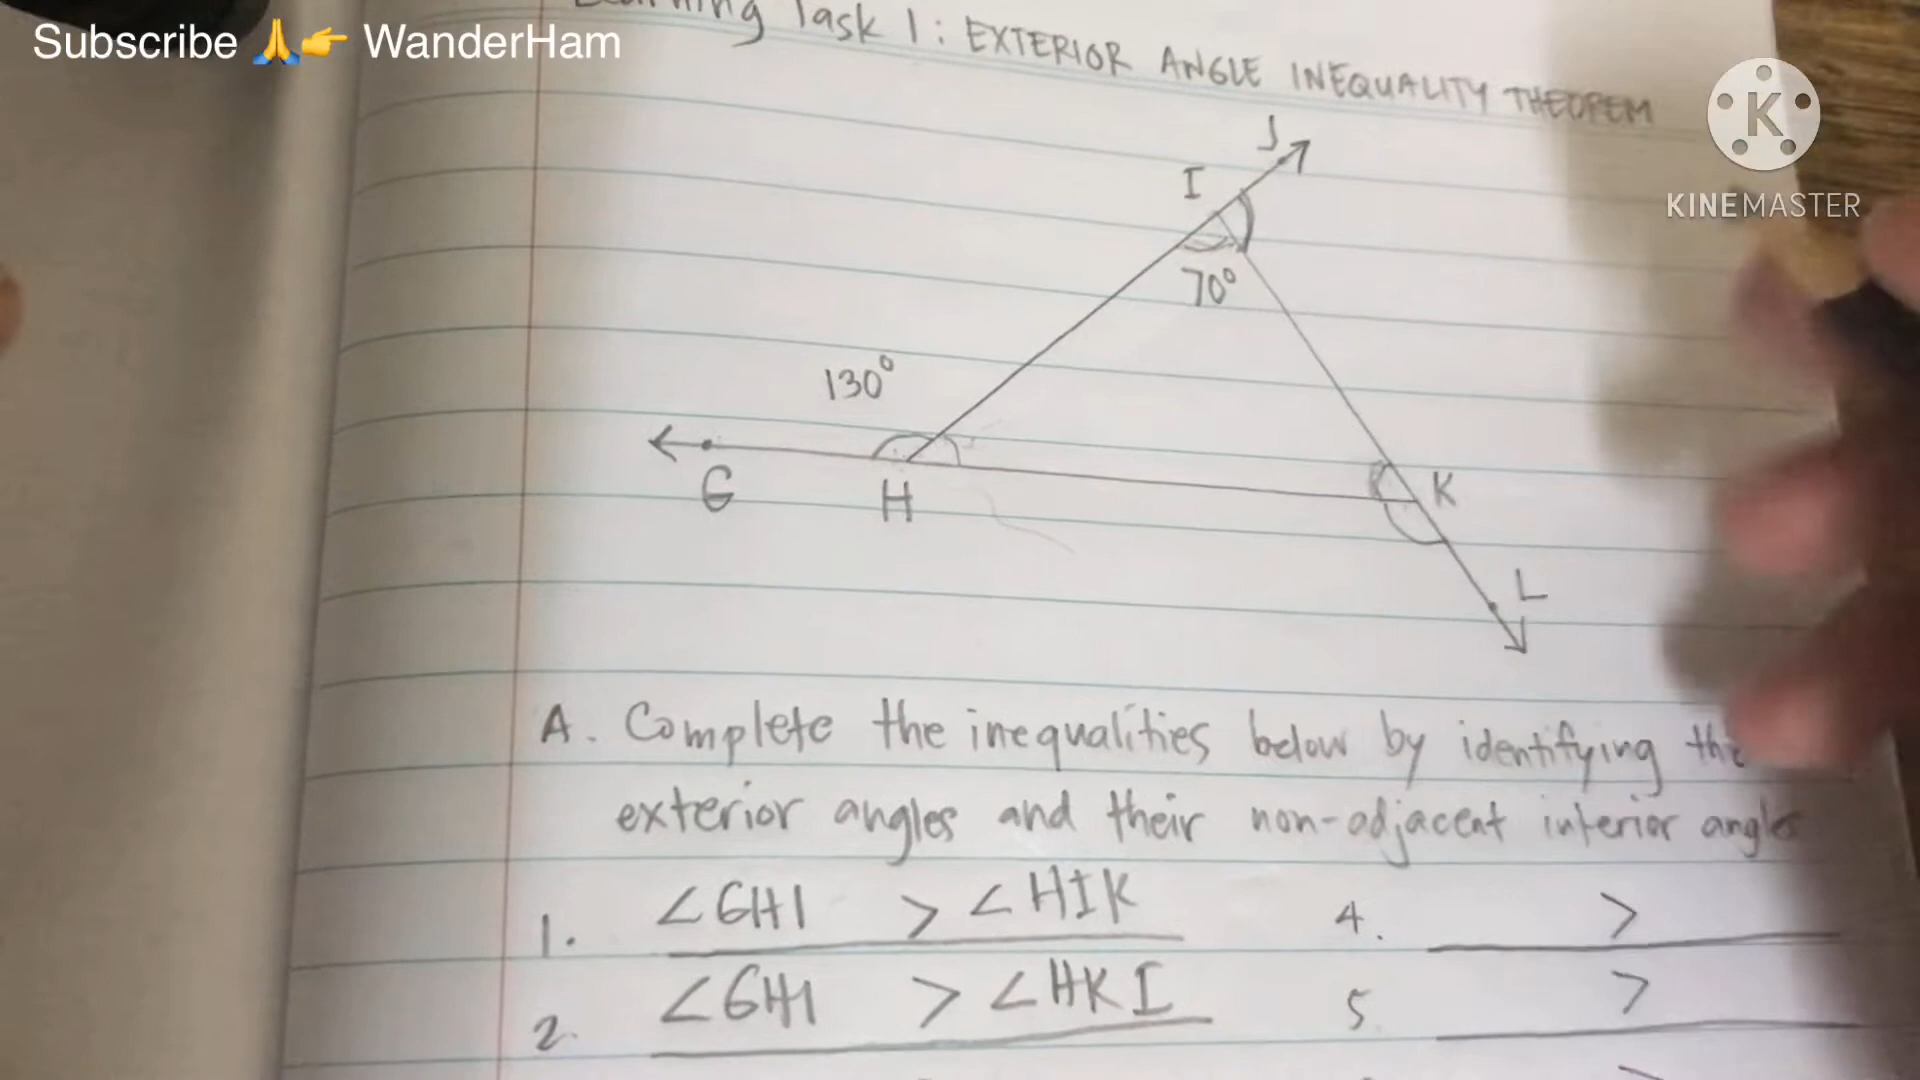 Subscribe 🙏👉 WanderHam
Learning Task 1: EXTERIOR ANGLE INEQUALITY THEOREM
KINEMASTER
J
I
70°
130°
G
H
K
L
A. Complete the inequalities below by identifying the
exterior angles and their non-adjacent interior angles
1. ∠GHI > ∠HIK
4. >
2. ∠GHI > ∠HKI
5 >